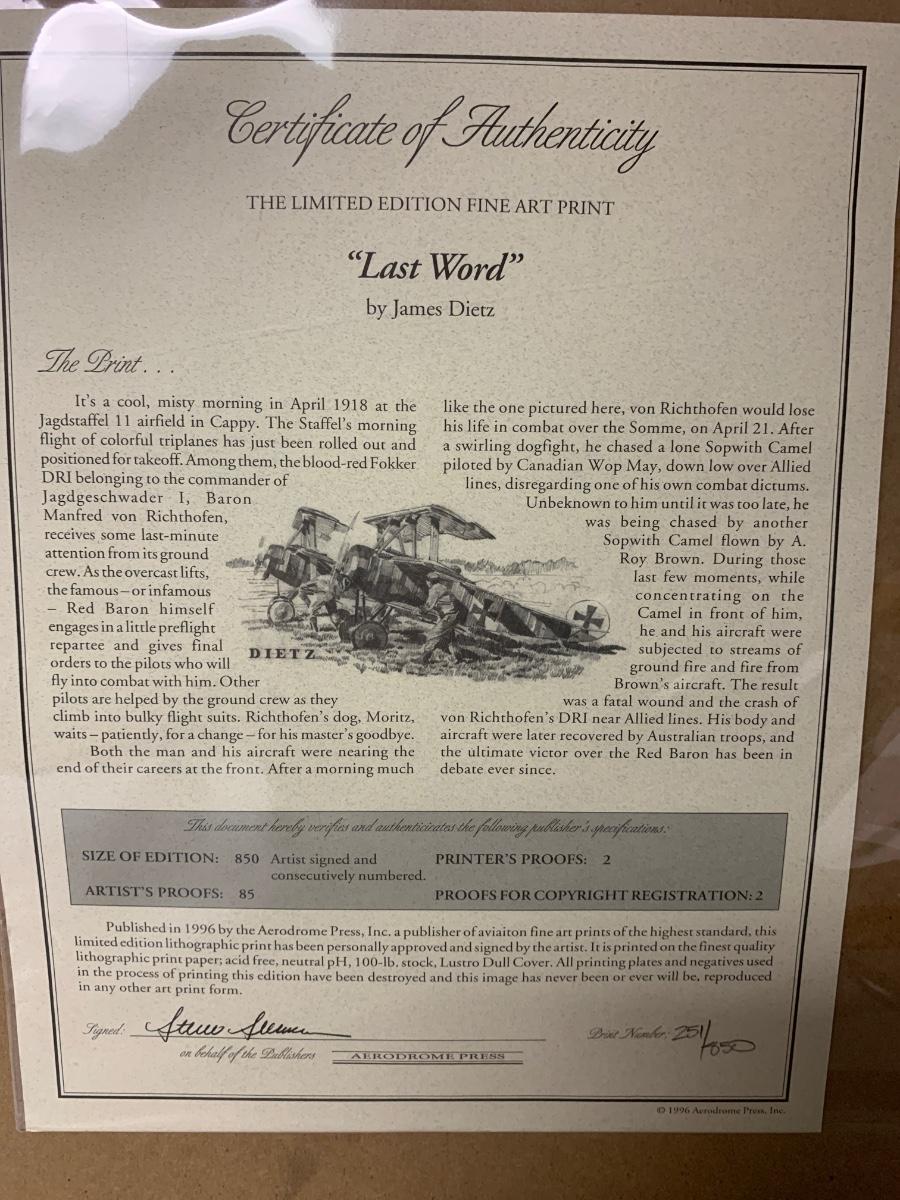 Certificate of Authenticity
THE LIMITED EDITION FINE ART PRINT
“Last Word”
by James Dietz
The Print . . .
It's a cool, misty morning in April 1918 at the
Jagdstaffel 11 airfield in Cappy. The Staffel's morning
flight of colorful triplanes has just been rolled out and
positioned for takeoff. Among them, the blood-red Fokker
DRI belonging to the commander of
Jagdgeschwader I, Baron
Manfred von Richthofen,
receives some last-minute
attention from its ground
crew. As the overcast lifts,
the famous – or infamous
– Red Baron himself
engages in a little preflight
repartee and gives final
orders to the pilots who will
fly into combat with him. Other
pilots are helped by the ground crew as they
climb into bulky flight suits. Richthofen's dog, Moritz,
waits – patiently, for a change – for his master's goodbye.
Both the man and his aircraft were nearing the
end of their careers at the front. After a morning much
like the one pictured here, von Richthofen would lose
his life in combat over the Somme, on April 21. After
a swirling dogfight, he chased a lone Sopwith Camel
piloted by Canadian Wop May, down low over Allied
lines, disregarding one of his own combat dictums.
Unbeknown to him until it was too late, he
was being chased by another
Sopwith Camel flown by A.
Roy Brown. During those
last few moments, while
concentrating on the
Camel in front of him,
he and his aircraft were
subjected to streams of
ground fire and fire from
Brown's aircraft. The result
was a fatal wound and the crash of
von Richthofen's DRI near Allied lines. His body and
aircraft were later recovered by Australian troops, and
the ultimate victor over the Red Baron has been in
debate ever since.
DIETZ
This document hereby verifies and authenticirates the following publisher's specifications:
SIZE OF EDITION: 850 Artist signed and
consecutively numbered.
PRINTER'S PROOFS: 2
ARTIST'S PROOFS: 85
PROOFS FOR COPYRIGHT REGISTRATION: 2
Published in 1996 by the Aerodrome Press, Inc. a publisher of aviaiton fine art prints of the highest standard, this
limited edition lithographic print has been personally approved and signed by the artist. It is printed on the finest quality
lithographic print paper; acid free, neutral pH, 100-lb. stock, Lustro Dull Cover. All printing plates and negatives used
in the process of printing this edition have been destroyed and this image has never been or ever will be, reproduced
in any other art print form.
Signed:
on behalf of the Publishers
AERODROME PRESS
Print Number: 251/850
© 1996 Aerodrome Press, Inc.